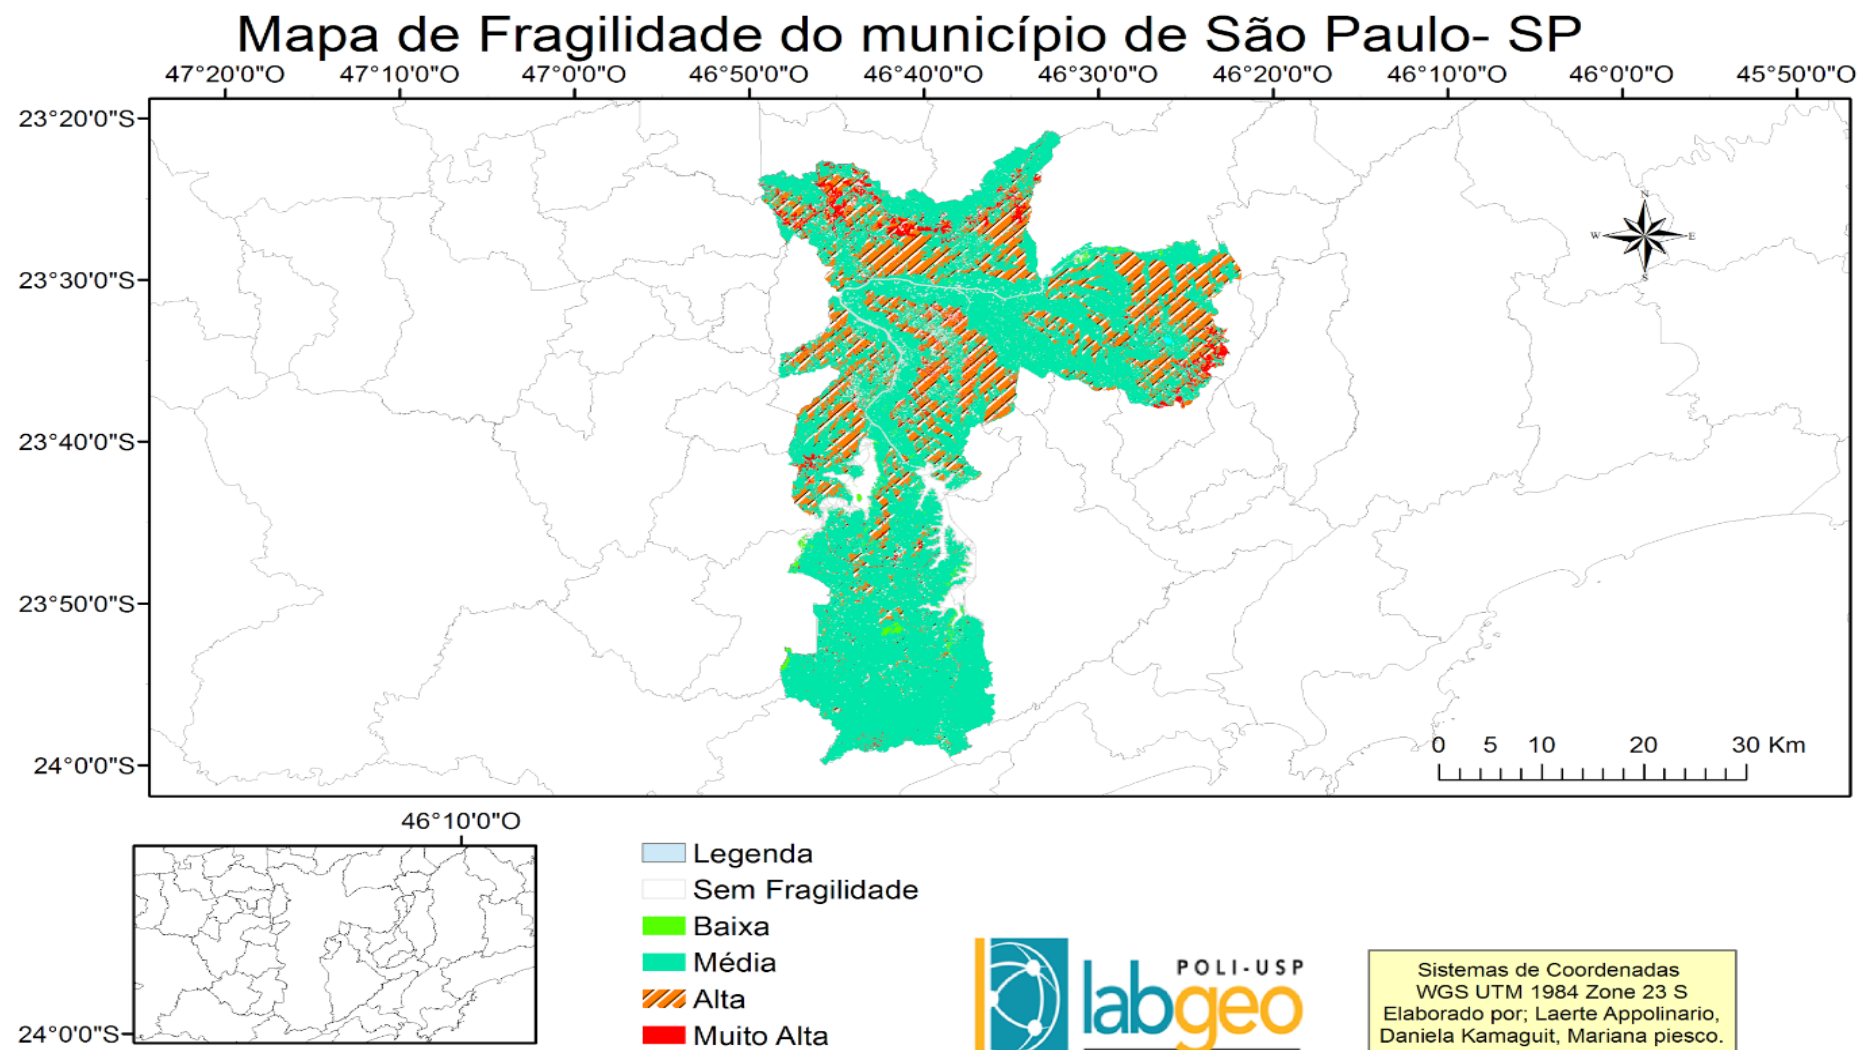 Mapa de Fragilidade do município de São Paulo- SP
47°20'0"O 47°10'0"O 47°0'0"O 46°50'0"O 46°40'0"O 46°30'0"O 46°20'0"O 46°10'0"O 46°0'0"O 45°50'0"O
23°20'0"S
N
W E
S
23°30'0"S
23°40'0"S
23°50'0"S
0 5 10 20 30 Km
24°0'0"S
46°10'0"O
24°0'0"S
Legenda
Sem Fragilidade
Baixa
Média
Alta
Muito Alta
POLI-USP
labgeo
Sistemas de Coordenadas
WGS UTM 1984 Zone 23 S
Elaborado por; Laerte Appolinario,
Daniela Kamaguit, Mariana piesco.